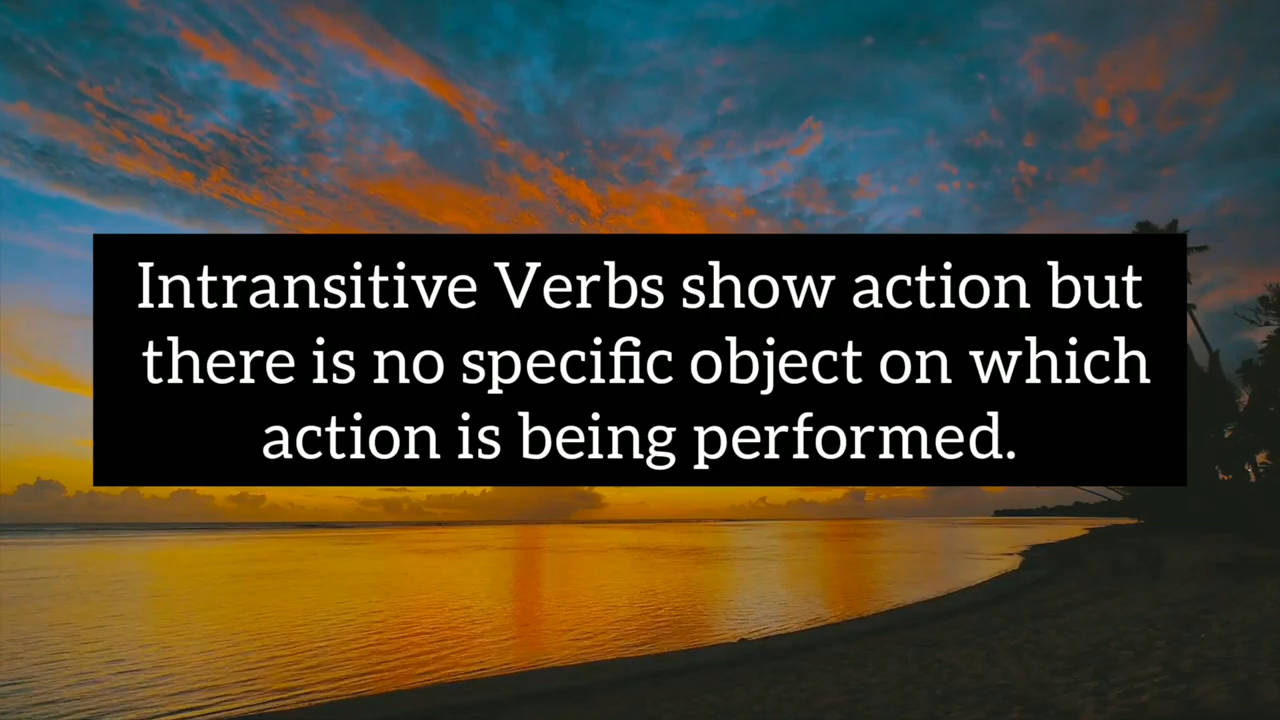 Intransitive Verbs show action but
there is no specific object on which
action is being performed.